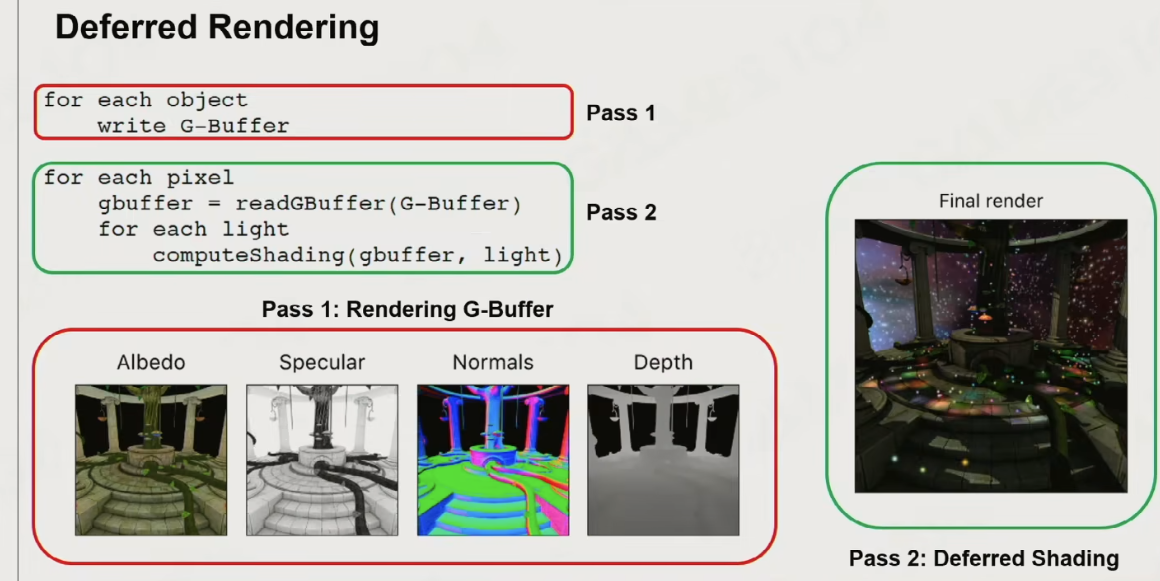 Deferred Rendering
for each object
write G-Buffer
Pass 1
for each pixel
gbuffer = readGBuffer(G-Buffer)
for each light
computeShading(gbuffer, light)
Pass 2
Pass 1: Rendering G-Buffer
Albedo
Specular
Normals
Depth
Final render
Pass 2: Deferred Shading